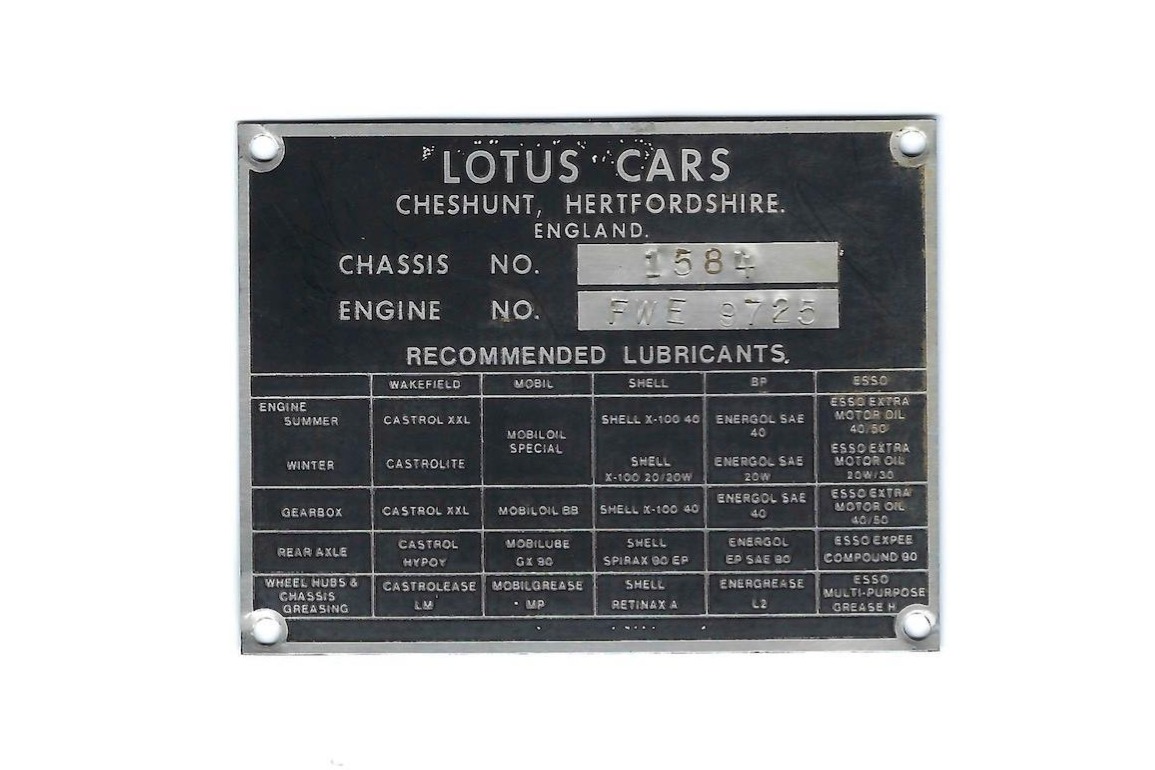 LOTUS CARS
CHESHUNT, HERTFORDSHIRE.
ENGLAND.
CHASSIS NO. 1584
ENGINE NO. FWE 9725
RECOMMENDED LUBRICANTS.
WAKEFIELD MOBIL SHELL BP ESSO
ENGINE
SUMMER CASTROL XXL MOBILOIL SPECIAL SHELL X-100 40 ENERGOL SAE 40 ESSO EXTRA MOTOR OIL 40/50
WINTER CASTROLITE SHELL X-100 20/20W ENERGOL SAE 20W ESSO EXTRA MOTOR OIL 20W/30
GEARBOX CASTROL XXL MOBILOIL BB SHELL X-100 40 ENERGOL SAE 40 ESSO EXTRA MOTOR OIL 40/50
REAR AXLE CASTROL HYPOY MOBILUBE GX 90 SHELL SPIRAX 90 EP ENERGOL EP SAE 90 ESSO EXPEE COMPOUND 90
WHEEL HUBS & CHASSIS GREASING CASTROLEASE LM MOBILGREASE MP SHELL RETINAX A ENERGREASE L2 ESSO MULTI-PURPOSE GREASE H